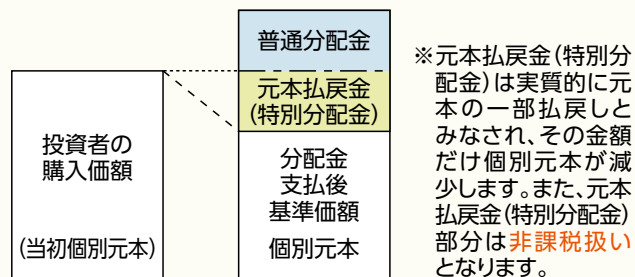 投資者の
購入価額
(当初個別元本)
普通分配金
元本払戻金
(特別分配金)
分配金
支払後
基準価額
個別元本
※元本払戻金(特別分
配金)は実質的に元
本の一部払戻しと
みなされ、その金額
だけ個別元本が減
少します。また、元本
払戻金(特別分配金)
部分は非課税扱い
となります。